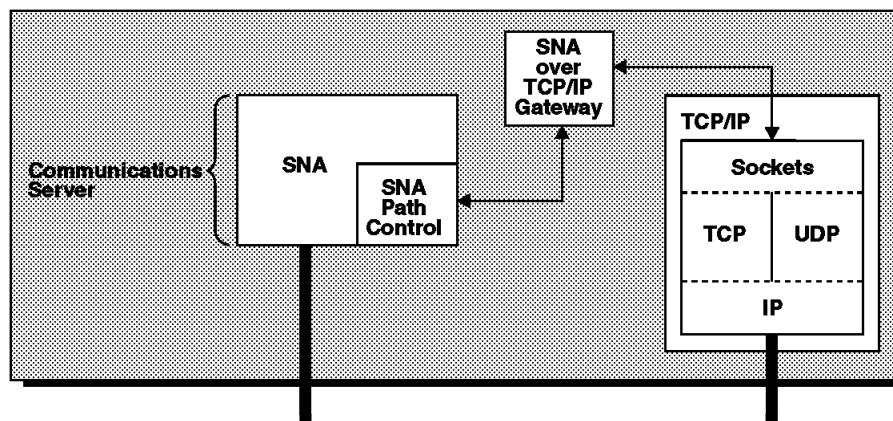 SNA
over
TCP/IP
Gateway
TCP/IP
Communications
Server
SNA
SNA
Path
Control
Sockets
TCP
UDP
IP